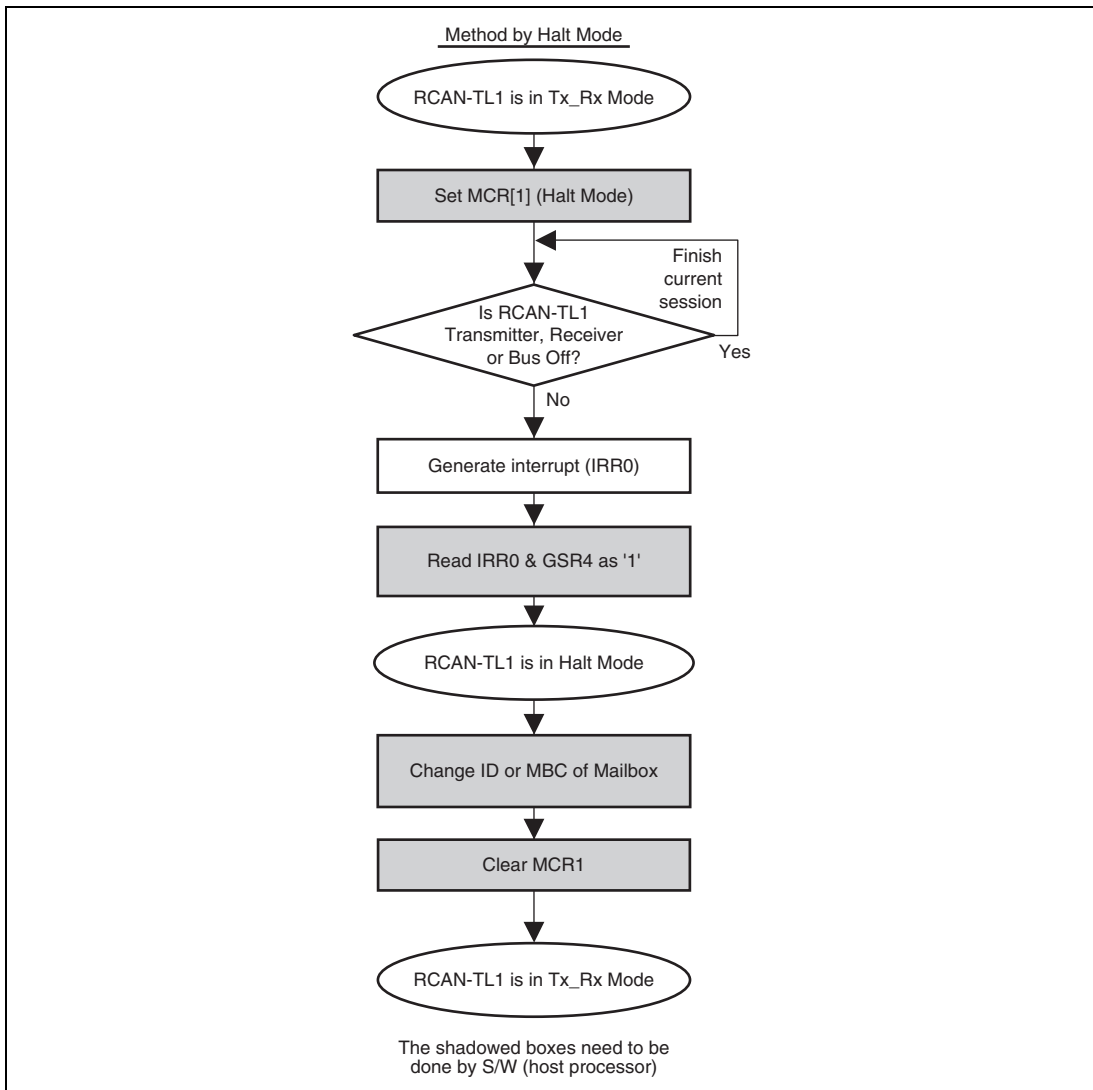 Method by Halt Mode
RCAN-TL1 is in Tx_Rx Mode
Set MCR[1] (Halt Mode)
Finish
current
session
Is RCAN-TL1
Transmitter, Receiver
or Bus Off?
Yes
No
Generate interrupt (IRR0)
Read IRR0 & GSR4 as '1'
RCAN-TL1 is in Halt Mode
Change ID or MBC of Mailbox
Clear MCR1
RCAN-TL1 is in Tx_Rx Mode
The shadowed boxes need to be
done by S/W (host processor)